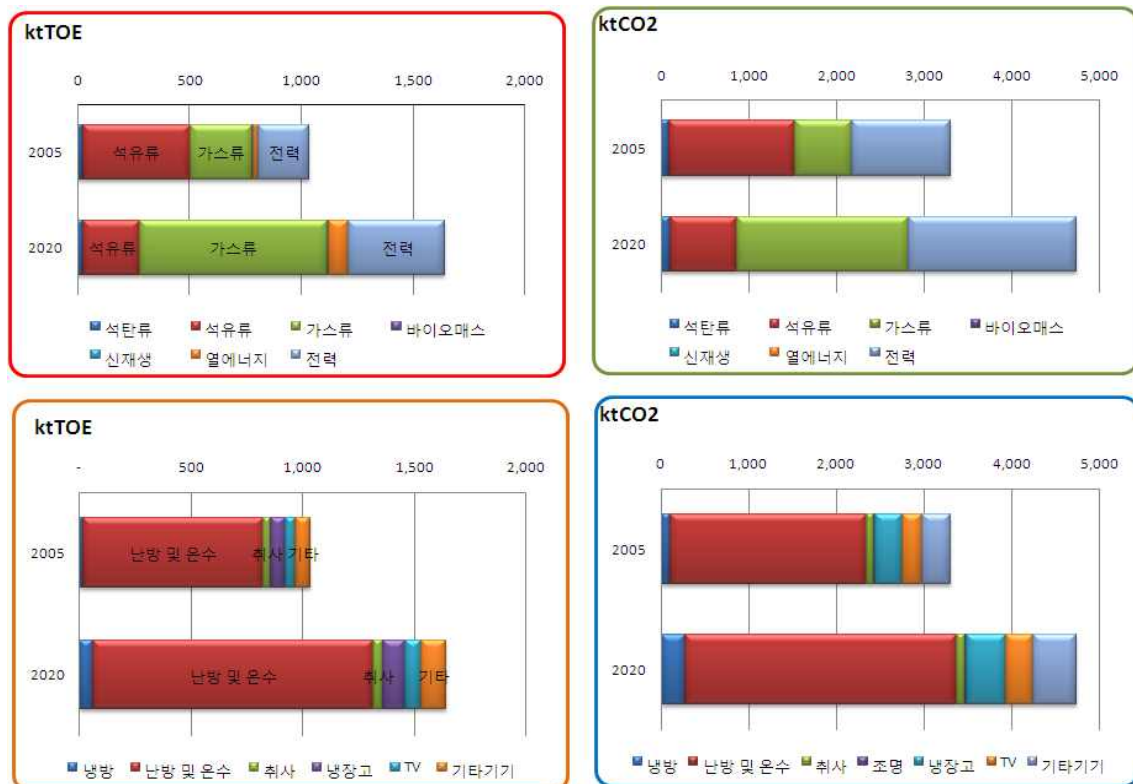 ktTOE
0 500 1,000 1,500 2,000
2005 석유류 가스류 전력
2020 석유류 가스류 전력
석탄류 석유류 가스류 바이오매스
신재생 열에너지 전력
ktCO2
0 1,000 2,000 3,000 4,000 5,000
2005
2020
석탄류 석유류 가스류 바이오매스
신재생 열에너지 전력
ktTOE
- 500 1,000 1,500 2,000
2005 난방 및 온수 취사 기타
2020 난방 및 온수 취사 기타
냉방 난방 및 온수 취사 냉장고 TV 기타기기
ktCO2
0 1,000 2,000 3,000 4,000 5,000
2005
2020
냉방 난방 및 온수 취사 조명 냉장고 TV 기타기기